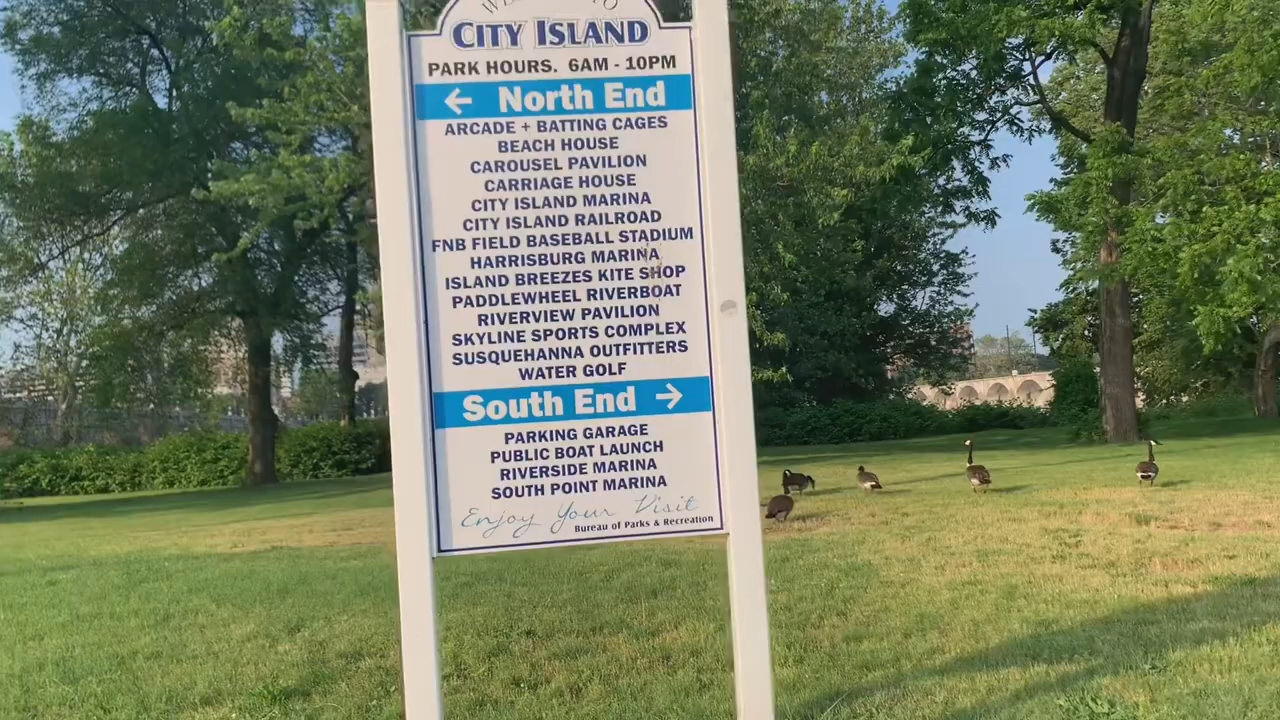 WELCOME TO
CITY ISLAND
PARK HOURS. 6AM - 10PM
← North End
ARCADE + BATTING CAGES
BEACH HOUSE
CAROUSEL PAVILION
CARRIAGE HOUSE
CITY ISLAND MARINA
CITY ISLAND RAILROAD
FNB FIELD BASEBALL STADIUM
HARRISBURG MARINA
ISLAND BREEZES KITE SHOP
PADDLEWHEEL RIVERBOAT
RIVERVIEW PAVILION
SKYLINE SPORTS COMPLEX
SUSQUEHANNA OUTFITTERS
WATER GOLF
South End →
PARKING GARAGE
PUBLIC BOAT LAUNCH
RIVERSIDE MARINA
SOUTH POINT MARINA
Enjoy Your Visit
Bureau of Parks & Recreation